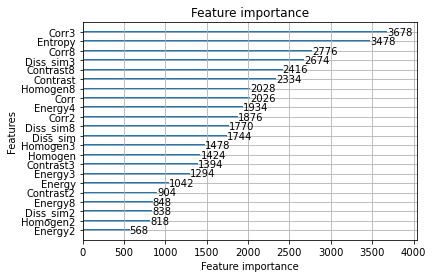 Feature importance
Corr3 3678
Entropy 3478
Corr8 2776
Diss_sim3 2674
Contrast8 2416
Contrast 2334
Homogen8 2028
Corr 2026
Energy4 1934
Corr2 1876
Diss_sim8 1770
Diss_sim 1744
Homogen3 1478
Homogen 1424
Contrast3 1394
Energy3 1294
Energy 1042
Contrast2 904
Energy8 848
Diss_sim2 838
Homogen2 818
Energy2 568
Features
0 500 1000 1500 2000 2500 3000 3500 4000
Feature importance